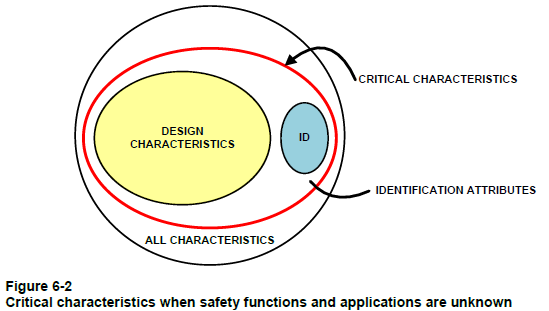 CRITICAL CHARACTERISTICS
DESIGN
CHARACTERISTICS
ID
IDENTIFICATION ATTRIBUTES
ALL CHARACTERISTICS
Figure 6-2
Critical characteristics when safety functions and applications are unknown